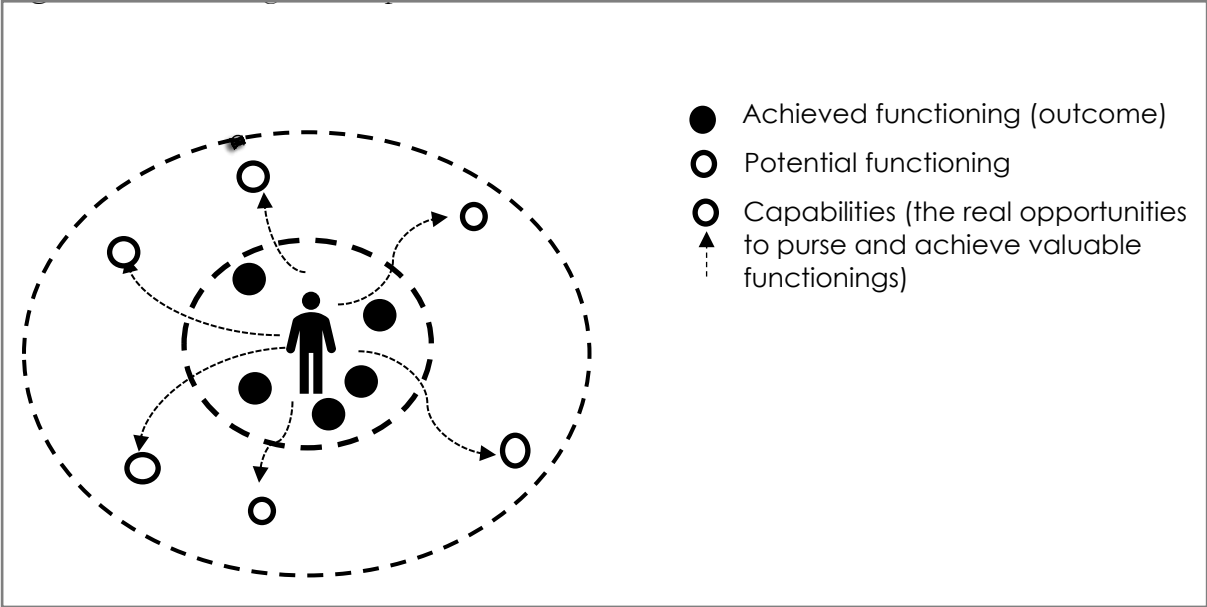 Achieved functioning (outcome)
Potential functioning
Capabilities (the real opportunities
to purse and achieve valuable
functionings)